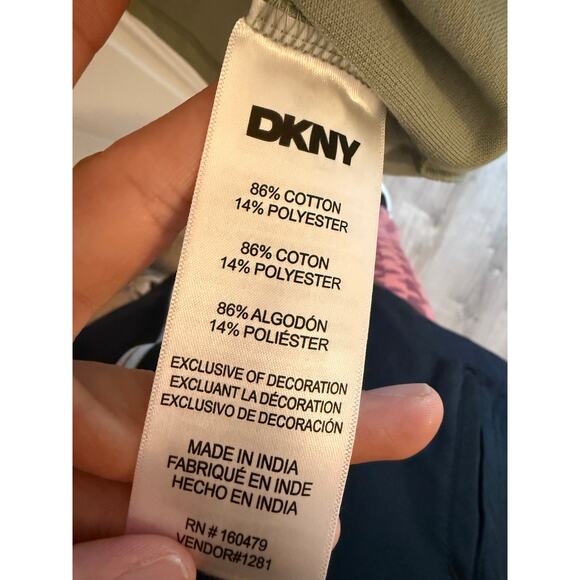 DKNY
86% COTTON
14% POLYESTER
86% COTON
14% POLYESTER
86% ALGODÓN
14% POLIÉSTER
EXCLUSIVE OF DECORATION
EXCLUANT LA DÉCORATION
EXCLUSIVO DE DECORACIÓN
MADE IN INDIA
FABRIQUÉ EN INDE
HECHO EN INDIA
RN # 160479
VENDOR#1281